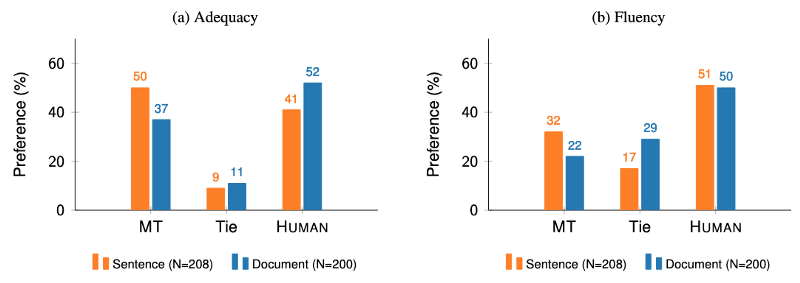 (a) Adequacy
Preference (%)
60
40
20
0
50
37
9
11
41
52
MT
Tie
HUMAN
Sentence (N=208)
Document (N=200)
(b) Fluency
Preference (%)
60
40
20
0
32
22
17
29
51
50
MT
Tie
HUMAN
Sentence (N=208)
Document (N=200)